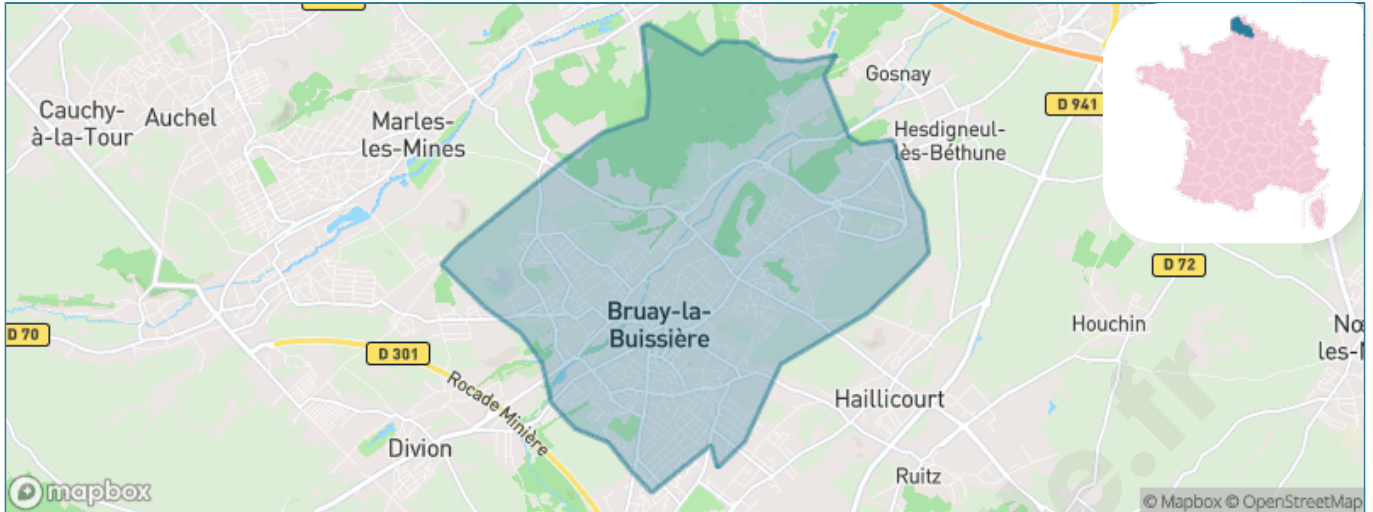 Gosnay
D 941
Cauchy-
à-la-Tour
Auchel
Marles-
les-Mines
Hesdigneul-
lès-Béthune
D 72
Bruay-la-
Buissière
Houchin
D 70
D 301
Rocade Minière
Haillicourt
Divion
Ruitz
mapbox
© Mapbox © OpenStreetMap
e.fr